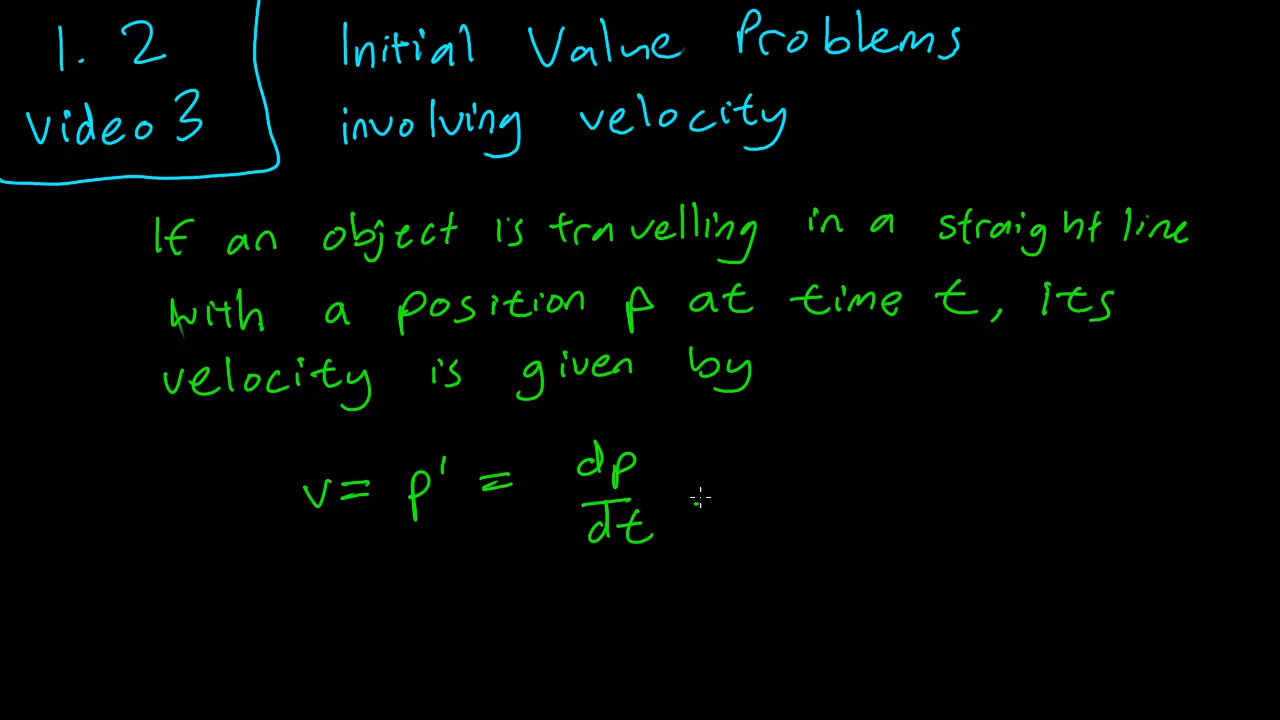 1.2
video 3
Initial Value Problems
involving velocity
If an object is travelling in a straight line
with a position p at time t, its
velocity is given by
v = p' = dp/dt .